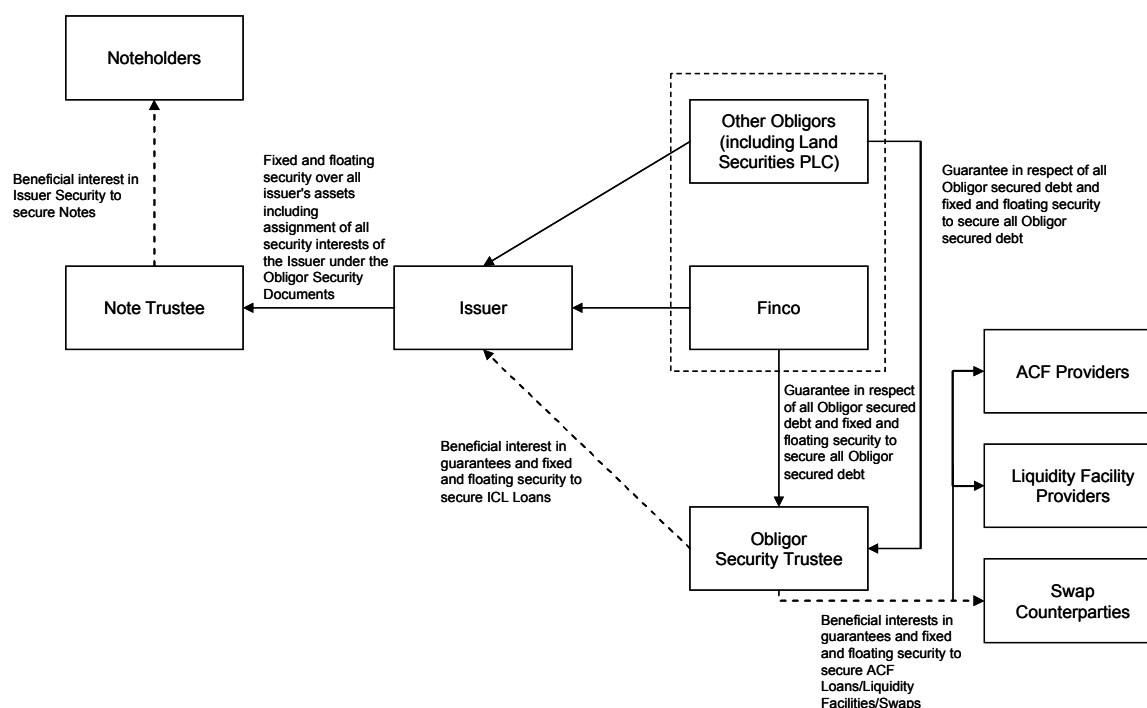 Noteholders
Other Obligors
(including Land
Securities PLC)
Beneficial interest in
Issuer Security to
secure Notes
Fixed and floating
security over all
issuer's assets
including
assignment of all
security interests of
the Issuer under the
Obligor Security
Documents
Guarantee in respect of all
Obligor secured debt and
fixed and floating security
to secure all Obligor
secured debt
Note Trustee
Issuer
Finco
ACF Providers
Guarantee in respect
of all Obligor secured
debt and fixed and
floating security to
secure all Obligor
secured debt
Beneficial interest in
guarantees and fixed
and floating security to
secure ICL Loans
Liquidity Facility
Providers
Obligor
Security Trustee
Swap
Counterparties
Beneficial interests in
guarantees and fixed
and floating security to
secure ACF
Loans/Liquidity
Facilities/Swaps